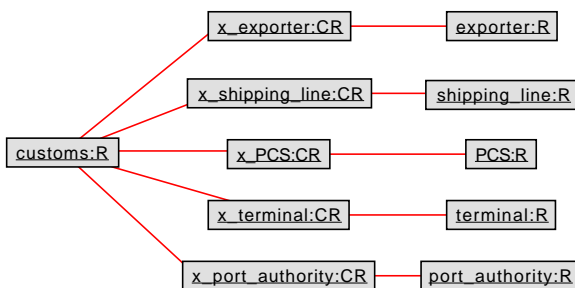 x_exporter:CR exporter:R
x_shipping_line:CR shipping_line:R
customs:R x_PCS:CR PCS:R
x_terminal:CR terminal:R
x_port_authority:CR port_authority:R